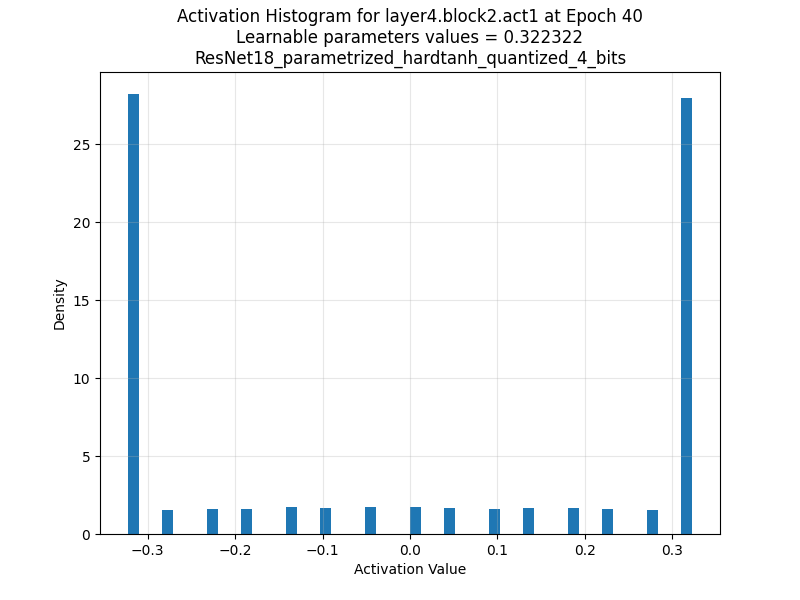 Activation Histogram for layer4.block2.act1 at Epoch 40
Learnable parameters values = 0.322322
ResNet18_parametrized_hardtanh_quantized_4_bits
25
20
15
10
5
0
Density
−0.3 −0.2 −0.1 0.0 0.1 0.2 0.3
Activation Value